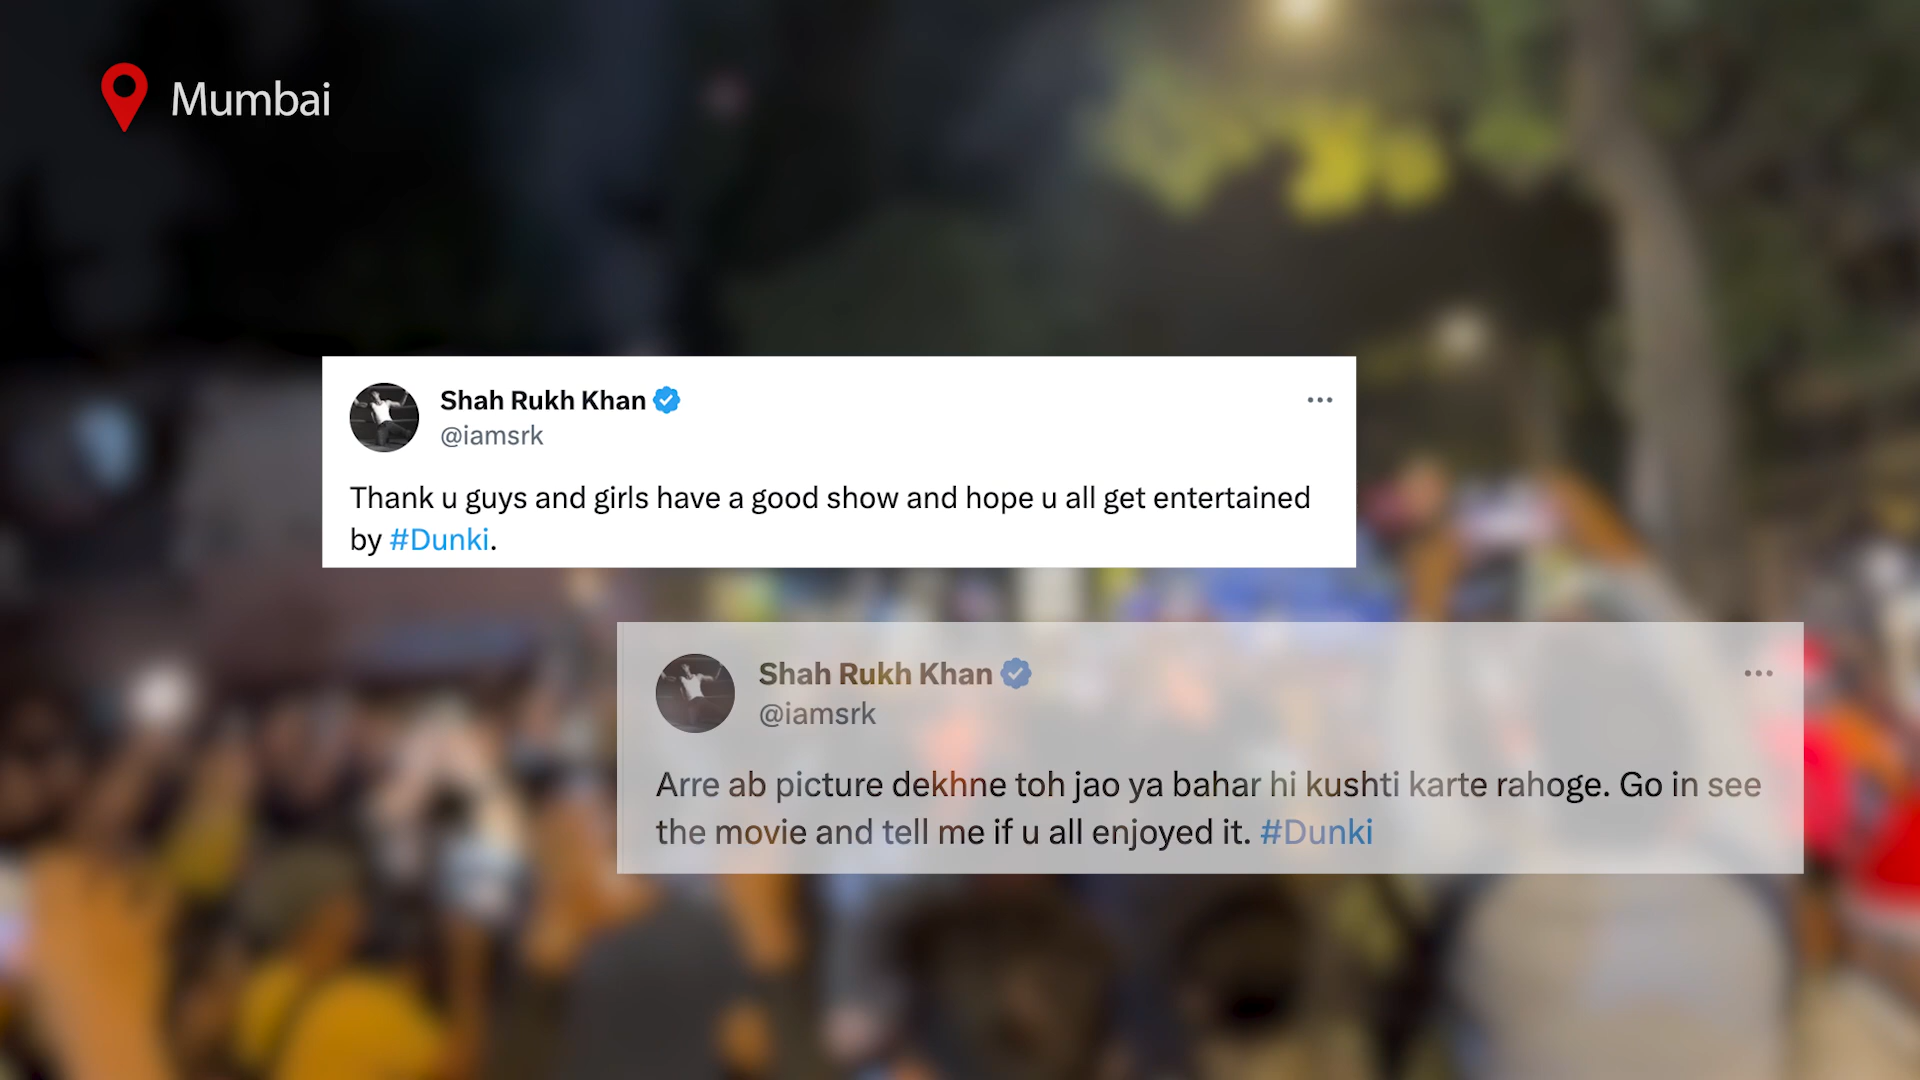 Mumbai
Shah Rukh Khan
@iamsrk
Thank u guys and girls have a good show and hope u all get entertained
by #Dunki.
Shah Rukh Khan
@iamsrk
Arre ab picture dekhne toh jao ya bahar hi kushti karte rahoge. Go in see
the movie and tell me if u all enjoyed it. #Dunki